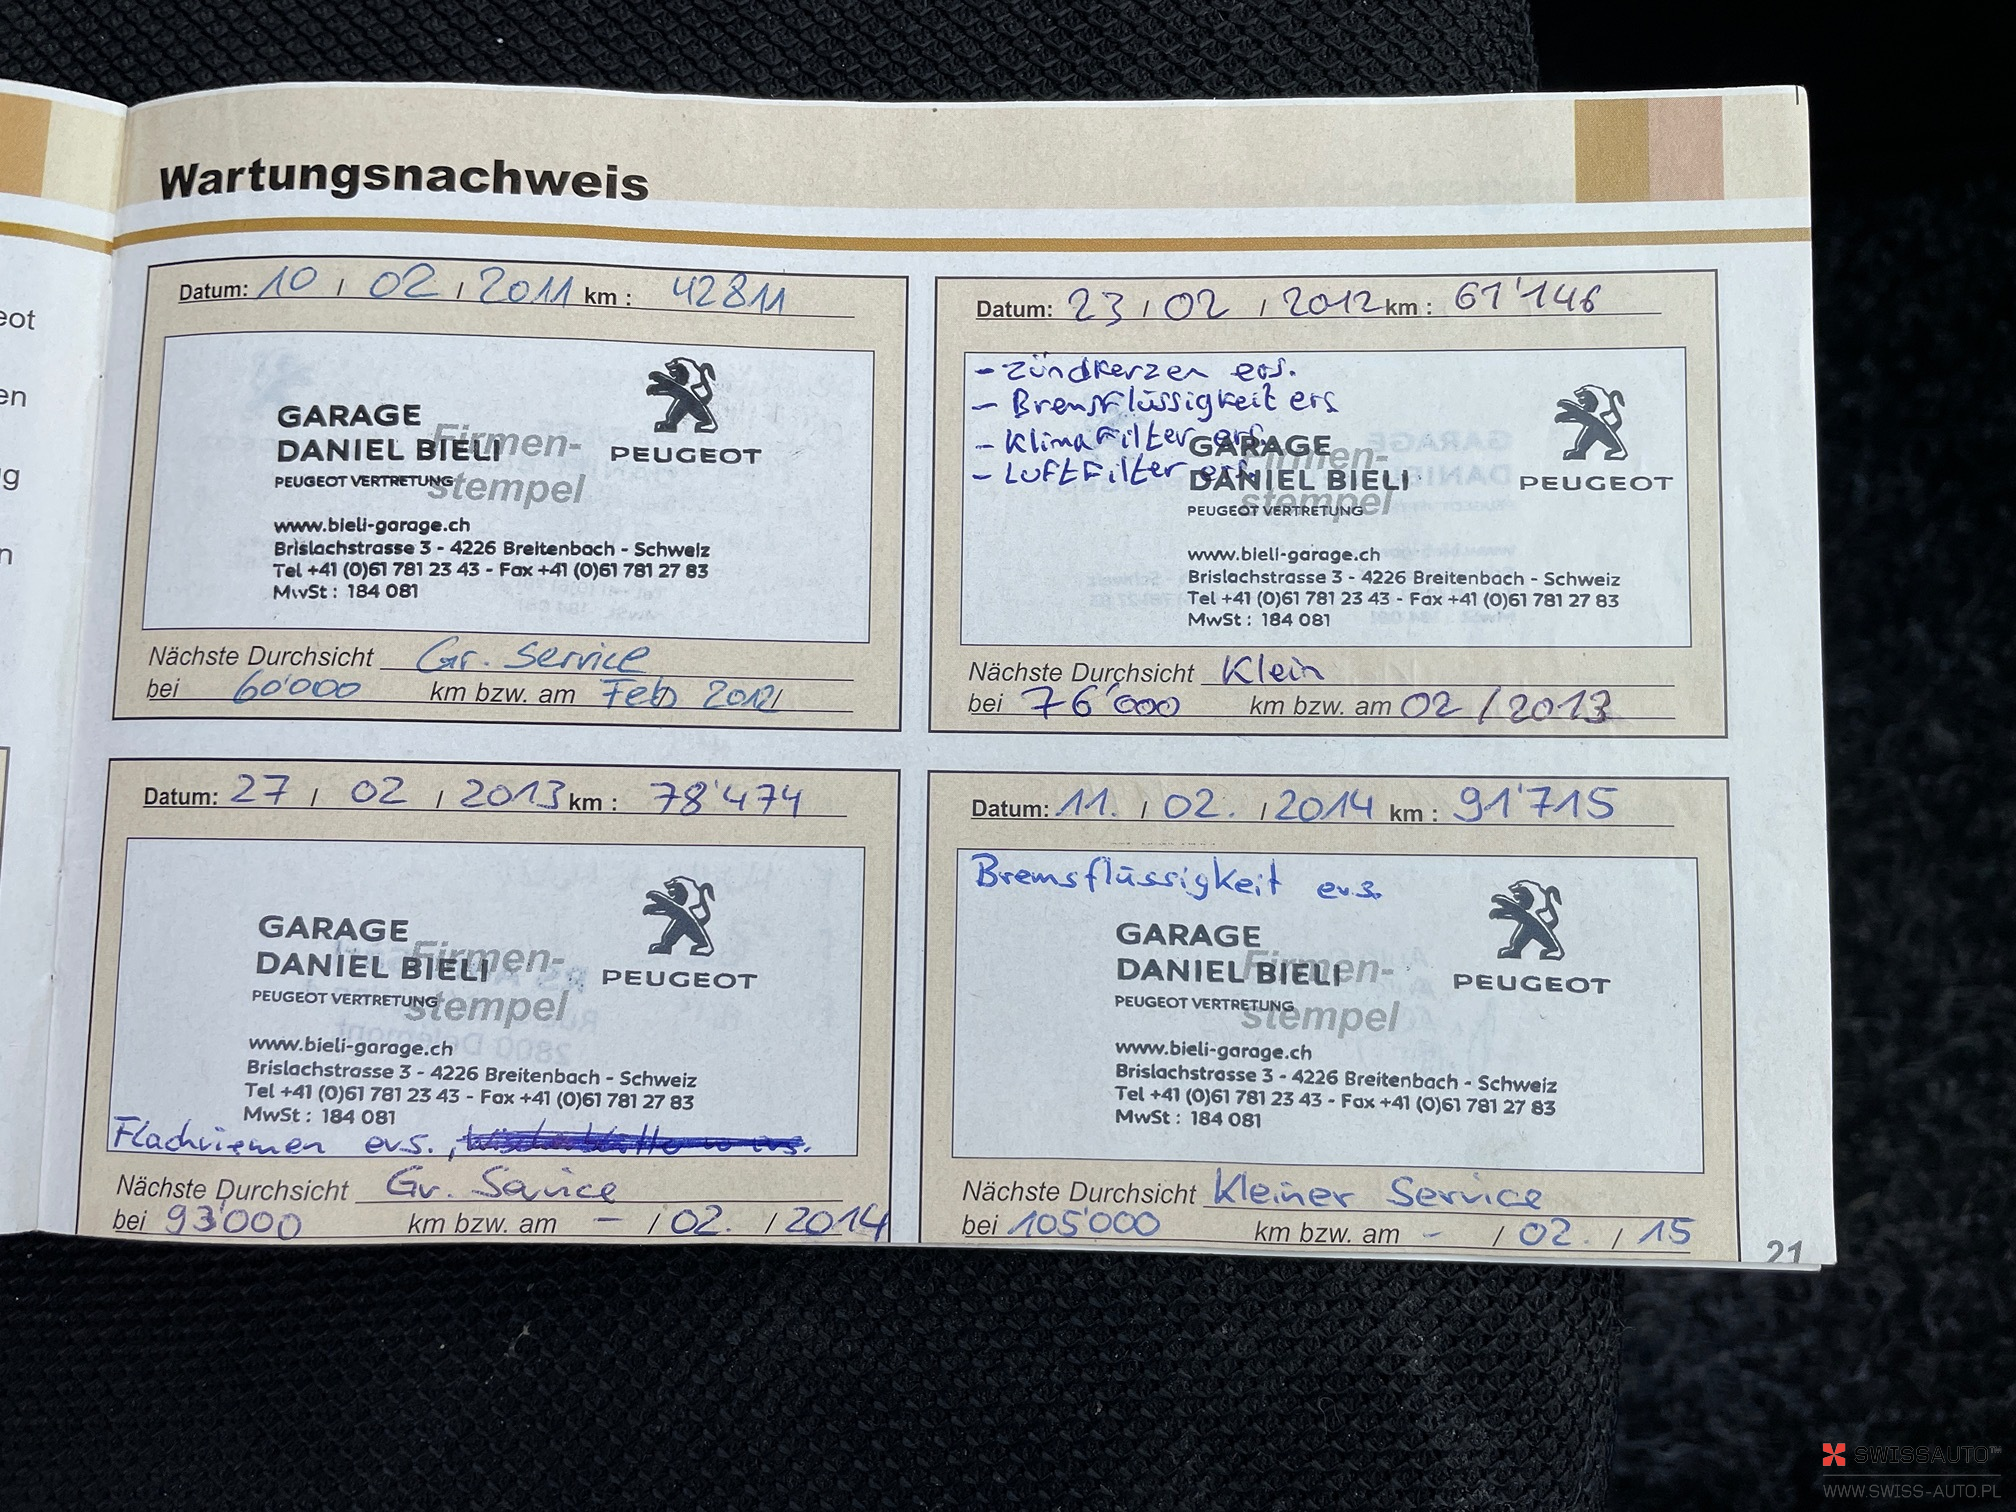 eot
en
g
n
Wartungsnachweis
Datum: 10 / 02 / 2011 km : 42811
GARAGE
DANIEL BIELI
PEUGEOT VERTRETUNG
Firmen-
stempel
PEUGEOT
www.bieli-garage.ch
Brislachstrasse 3 - 4226 Breitenbach - Schweiz
Tel +41 (0)61 781 23 43 - Fax +41 (0)61 781 27 83
MwSt : 184 081
Nächste Durchsicht Gr. Service
bei 60'000 km bzw. am Feb 2012
Datum: 23 / 02 / 2012 km : 61'146
- Zündkerzen ers.
- Bremsflüssigkeit ers
- Klimafilter ers.
- Luftfilter ers.
GARAGE
DANIEL BIELI
PEUGEOT VERTRETUNG
Firmen-
stempel
PEUGEOT
www.bieli-garage.ch
Brislachstrasse 3 - 4226 Breitenbach - Schweiz
Tel +41 (0)61 781 23 43 - Fax +41 (0)61 781 27 83
MwSt : 184 081
Nächste Durchsicht Klein
bei 76'000 km bzw. am 02 / 2013
Datum: 27 / 02 / 2013 km : 78'474
GARAGE
DANIEL BIELI
PEUGEOT VERTRETUNG
Firmen-
stempel
PEUGEOT
www.bieli-garage.ch
Brislachstrasse 3 - 4226 Breitenbach - Schweiz
Tel +41 (0)61 781 23 43 - Fax +41 (0)61 781 27 83
MwSt : 184 081
Flachriemen ers.,
Nächste Durchsicht Gr. Service
bei 93'000 km bzw. am - / 02. / 2014
Datum: 11. / 02. / 2014 km : 91'715
Bremsflüssigkeit ers.
GARAGE
DANIEL BIELI
PEUGEOT VERTRETUNG
Firmen-
stempel
PEUGEOT
www.bieli-garage.ch
Brislachstrasse 3 - 4226 Breitenbach - Schweiz
Tel +41 (0)61 781 23 43 - Fax +41 (0)61 781 27 83
MwSt : 184 081
Nächste Durchsicht Kleiner Service
bei 105'000 km bzw. am - / 02. / 15
21
SWISSAUTO
WWW.SWISS-AUTO.PL